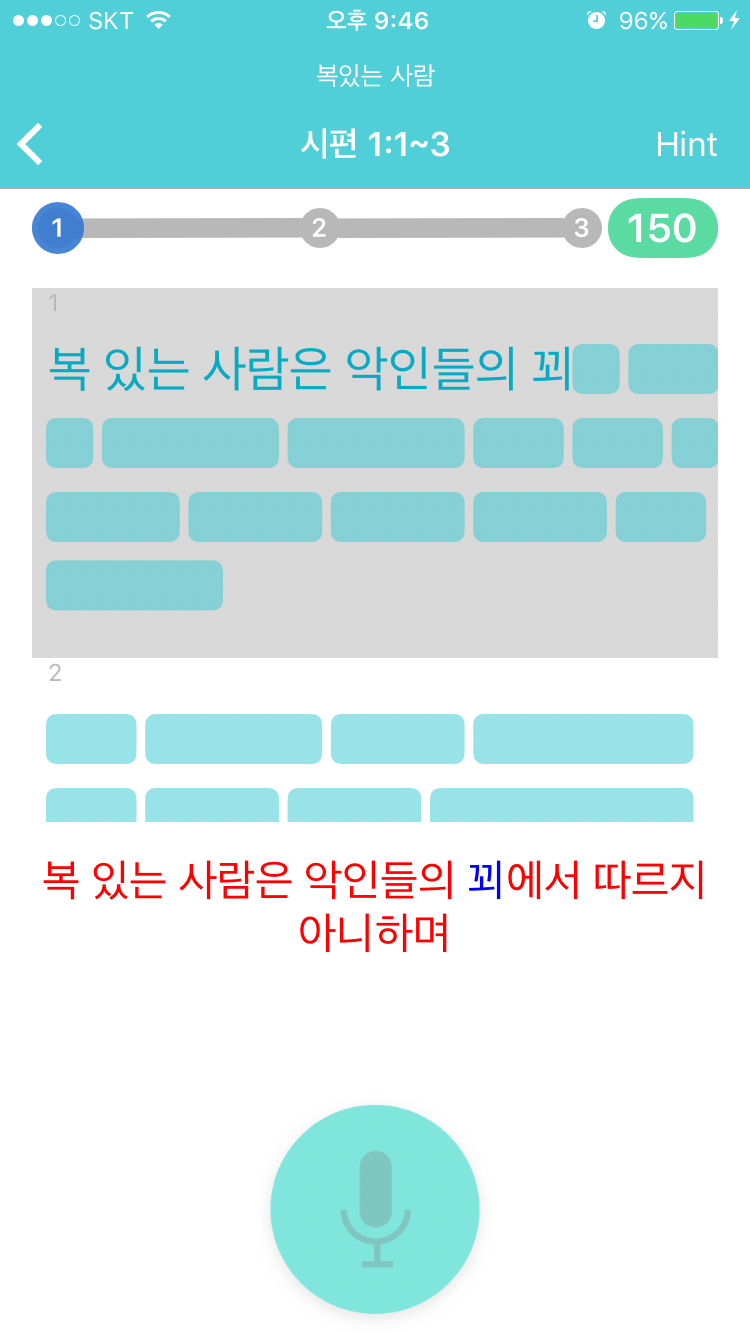 SKT 오후 9:46 96%
복있는 사람
시편 1:1~3 Hint
1 2 3 150
1
복 있는 사람은 악인들의 꾀
2
복 있는 사람은 악인들의 꾀에서 따르지
아니하며